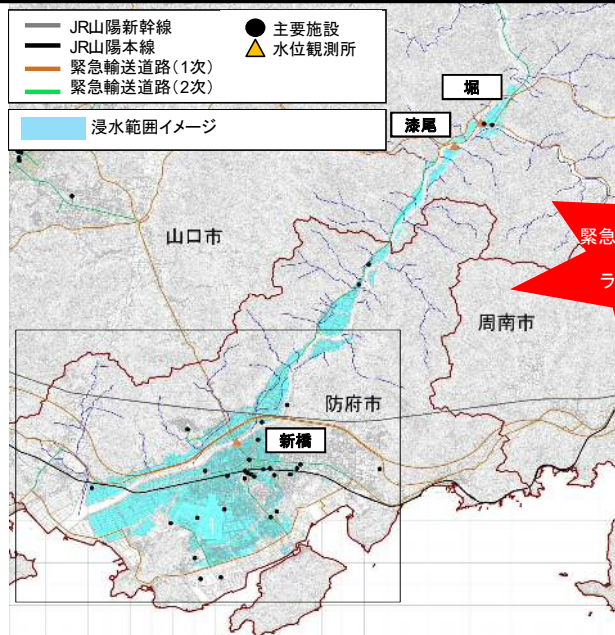 JR山陽新幹線
JR山陽本線
緊急輸送道路(1次)
緊急輸送道路(2次)
主要施設
水位観測所
浸水範囲イメージ
堀
漆尾
山口市
緊急
ラ
周南市
防府市
新橋